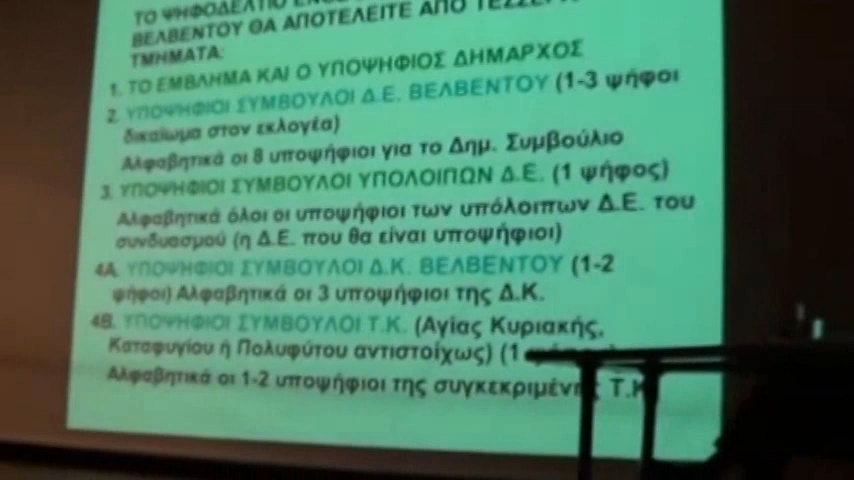 ΤΟ ΨΗΦΟΔΕΛΤΙΟ
ΒΕΛΒΕΝΤΟΥ ΘΑ ΑΠΟΤΕΛΕΙΤΕ ΑΠΟ
ΤΜΗΜΑΤΑ:
1. ΤΟ ΕΜΒΛΗΜΑ ΚΑΙ Ο ΥΠΟΨΗΦΙΟΣ ΔΗΜΑΡΧΟΣ
2. ΥΠΟΨΗΦΙΟΙ ΣΥΜΒΟΥΛΟΙ Δ.Ε. ΒΕΛΒΕΝΤΟΥ (1-3 ψήφοι
δικαίωμα στον εκλογέα)
Αλφαβητικά οι 8 υποψήφιοι για το Δημ. Συμβούλιο
3. ΥΠΟΨΗΦΙΟΙ ΣΥΜΒΟΥΛΟΙ ΥΠΟΛΟΙΠΩΝ Δ.Ε. (1 ψήφος)
Αλφαβητικά όλοι οι υποψήφιοι των υπόλοιπων Δ.Ε. του
συνδυασμού (η Δ.Ε. που θα είναι υποψήφιοι)
4Α. ΥΠΟΨΗΦΙΟΙ ΣΥΜΒΟΥΛΟΙ Δ.Κ. ΒΕΛΒΕΝΤΟΥ (1-2
ψήφοι) Αλφαβητικά οι 3 υποψήφιοι της Δ.Κ.
4Β. ΥΠΟΨΗΦΙΟΙ ΣΥΜΒΟΥΛΟΙ Τ.Κ. (Αγίας Κυριακής,
Καταφυγίου ή Πολυφύτου αντιστοίχως) (1
Αλφαβητικά οι 1-2 υποψήφιοι της συγκεκριμένης Τ.Κ